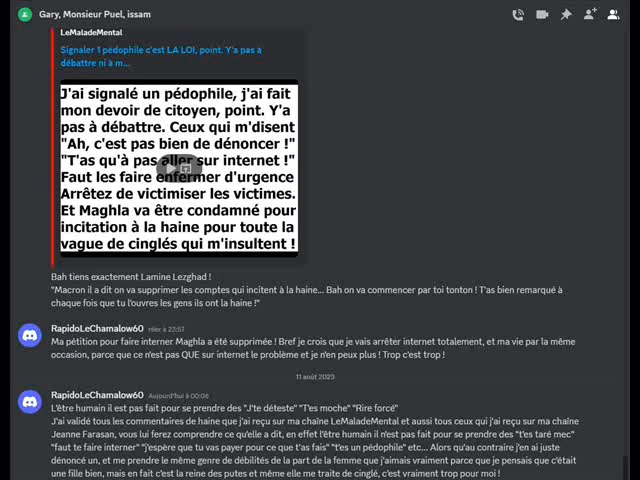 Gary, Monsieur Puel, issam
LeMaladeMental
Signaler 1 pédophile c'est LA LOI, point. Y'a pas à
débattre ni à m...
J'ai signalé un pédophile, j'ai fait
mon devoir de citoyen, point. Y'a
pas à débattre. Ceux qui m'disent
"Ah, c'est pas bien de dénoncer !"
"T'as qu'à pas aller sur internet !"
Faut les faire enfermer d'urgence
Arrêtez de victimiser les victimes.
Et Maghla va être condamné pour
incitation à la haine pour toute la
vague de cinglés qui m'insultent !
Bah tiens exactement Lamine Lezghad !
"Macron il a dit on va supprimer les comptes qui incitent à la haine... Bah on va commencer par toi tonton ! T'as bien remarqué à
chaque fois que tu l'ouvres les gens ils ont la haine !"
RapidoLeChamalow60 Hier à 23:57
Ma pétition pour faire interner Maghla a été supprimée ! Bref je crois que je vais arrêter internet totalement, et ma vie par la même
occasion, parce que ce n'est pas QUE sur internet le problème et je n'en peux plus ! Trop c'est trop !
11 août 2023
RapidoLeChamalow60 Aujourd'hui à 00:06
L'être humain il est pas fait pour se prendre des "J'te déteste" "T'es moche" "Rire forcé"
J'ai validé tous les commentaires de haine que j'ai reçu sur ma chaîne LeMaladeMental et aussi tous ceux qui j'ai reçu sur ma chaîne
Jeanne Farasan, vous lui ferez comprendre ce qu'elle a dit, en effet l'être humain il n'est pas fait pour se prendre des "t'es taré mec"
"faut te faire interner" "j'espère que tu vas payer pour ce que t'as fais" "t'es un pédophile" etc... Alors qu'au contraire j'en ai juste
dénoncé un, et me prendre le même genre de débilités de la part de la femme que j'aimais vraiment parce que je pensais que c'était
une fille bien, mais en fait c'est la reine des putes et même elle me traite de cinglé, c'est vraiment trop pour moi !